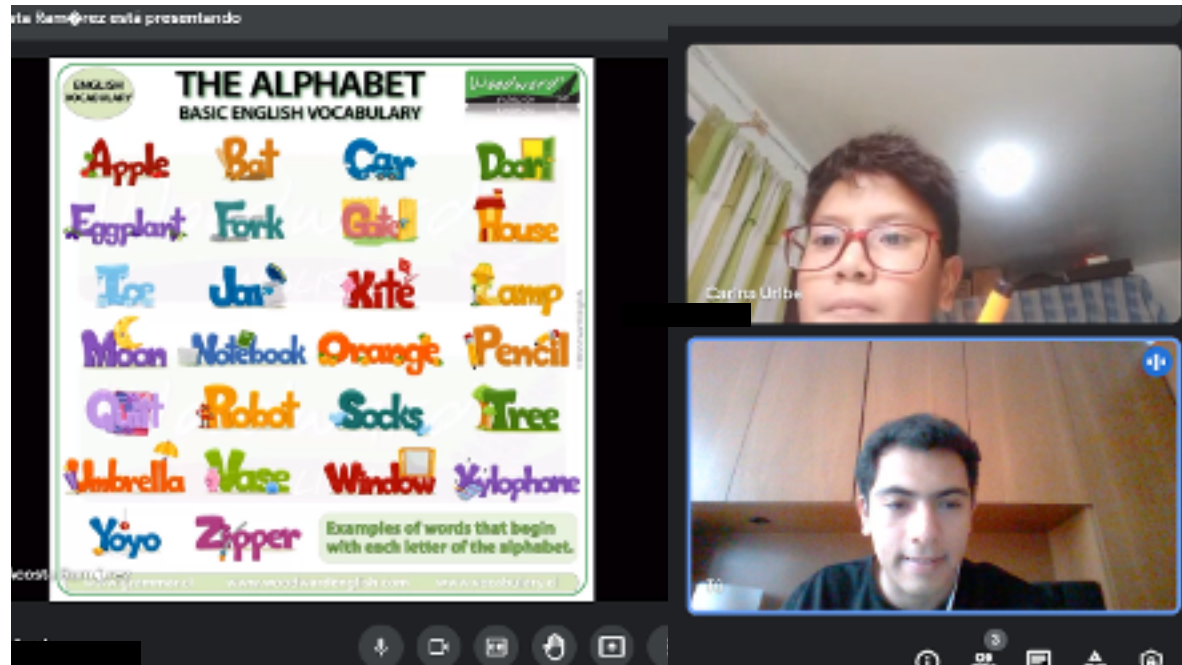 está presentando
ENGLISH
VOCABULARY
THE ALPHABET
BASIC ENGLISH VOCABULARY
Woodward
Apple Bat Car Door
Eggplant Fork Gate House
Ice Jar Kite Lamp
Moon Notebook Orange Pencil
Quilt Robot Socks Tree
Umbrella Vase Window Xylophone
Yoyo Zipper
Examples of words that begin
with each letter of the alphabet.
www.woodwardenglish.com
Carina Uribe
Tú
3